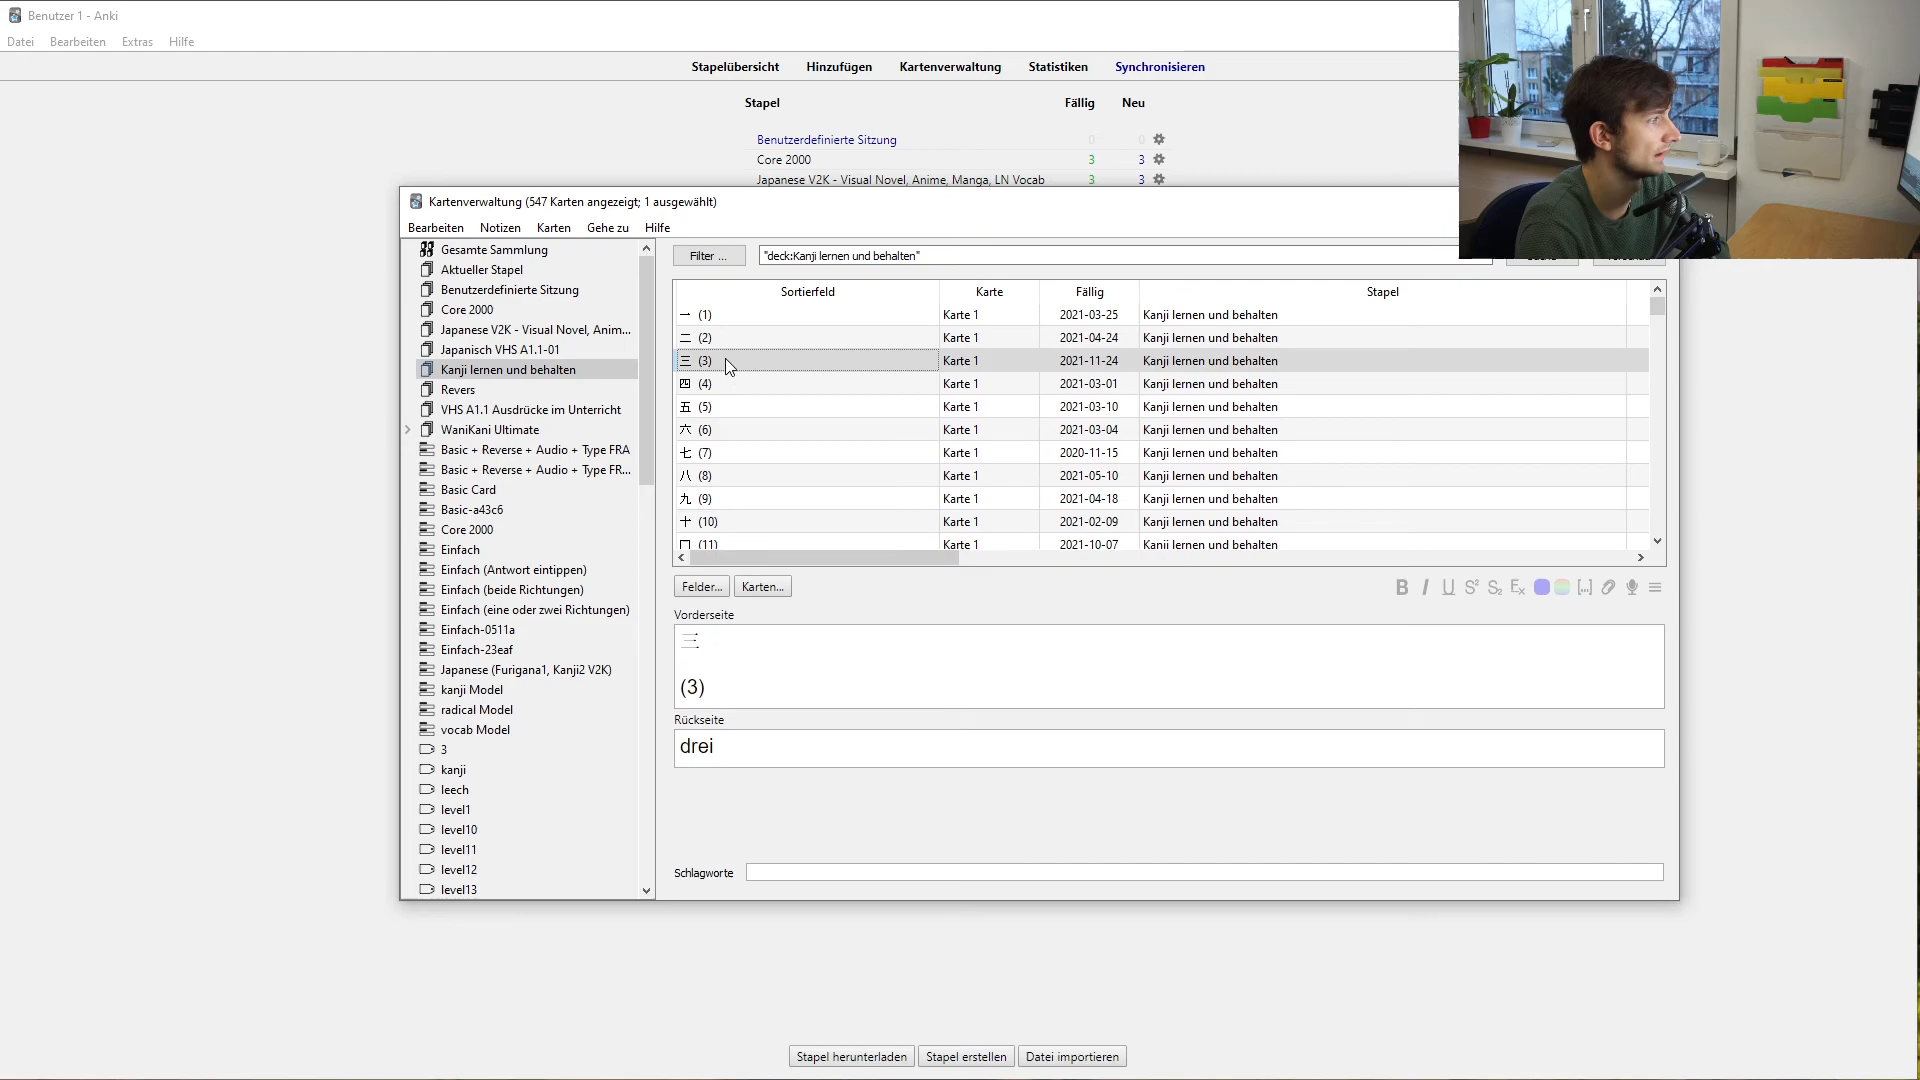 Benutzer 1 - Anki
Datei Bearbeiten Extras Hilfe
Stapelübersicht Hinzufügen Kartenverwaltung Statistiken Synchronisieren
Stapel Fällig Neu
Benutzerdefinierte Sitzung 0 0
Core 2000 3 3
Japanese V2K - Visual Novel, Anime, Manga, LN Vocab 3 3
Kartenverwaltung (547 Karten angezeigt; 1 ausgewählt)
Bearbeiten Notizen Karten Gehe zu Hilfe
Gesamte Sammlung
Aktueller Stapel
Benutzerdefinierte Sitzung
Core 2000
Japanese V2K - Visual Novel, Anim...
Japanisch VHS A1.1-01
Kanji lernen und behalten
Revers
VHS A1.1 Ausdrücke im Unterricht
WaniKani Ultimate
Basic + Reverse + Audio + Type FRA
Basic + Reverse + Audio + Type FR...
Basic Card
Basic-a43c6
Core 2000
Einfach
Einfach (Antwort eintippen)
Einfach (beide Richtungen)
Einfach (eine oder zwei Richtungen)
Einfach-0511a
Einfach-23eaf
Japanese (Furigana1, Kanji2 V2K)
kanji Model
radical Model
vocab Model
3
kanji
leech
level1
level10
level11
level12
level13
Filter ... "deck:Kanji lernen und behalten"
Sortierfeld Karte Fällig Stapel
一 (1) Karte 1 2021-03-25 Kanji lernen und behalten
二 (2) Karte 1 2021-04-24 Kanji lernen und behalten
三 (3) Karte 1 2021-11-24 Kanji lernen und behalten
四 (4) Karte 1 2021-03-01 Kanji lernen und behalten
五 (5) Karte 1 2021-03-10 Kanji lernen und behalten
六 (6) Karte 1 2021-03-04 Kanji lernen und behalten
七 (7) Karte 1 2020-11-15 Kanji lernen und behalten
八 (8) Karte 1 2021-05-10 Kanji lernen und behalten
九 (9) Karte 1 2021-04-18 Kanji lernen und behalten
十 (10) Karte 1 2021-02-09 Kanji lernen und behalten
口 (11) Karte 1 2021-10-07 Kanji lernen und behalten
Felder... Karten...
Vorderseite
三
(3)
Rückseite
drei
Schlagworte
Stapel herunterladen Stapel erstellen Datei importieren